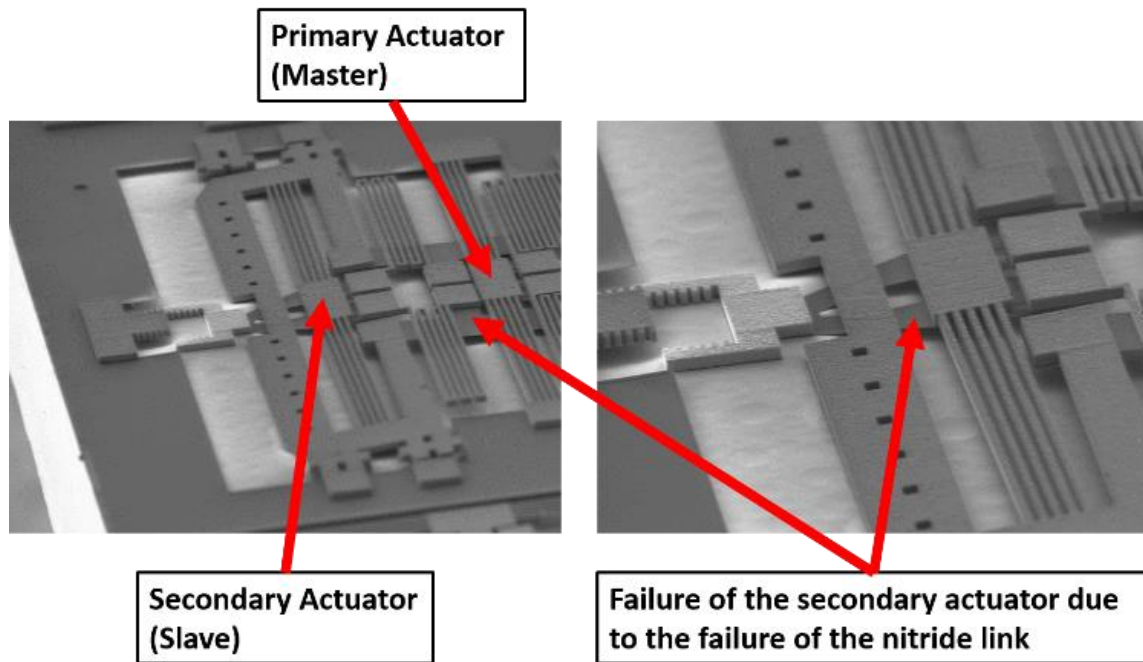 Primary Actuator
(Master)
Secondary Actuator
(Slave)
Failure of the secondary actuator due
to the failure of the nitride link